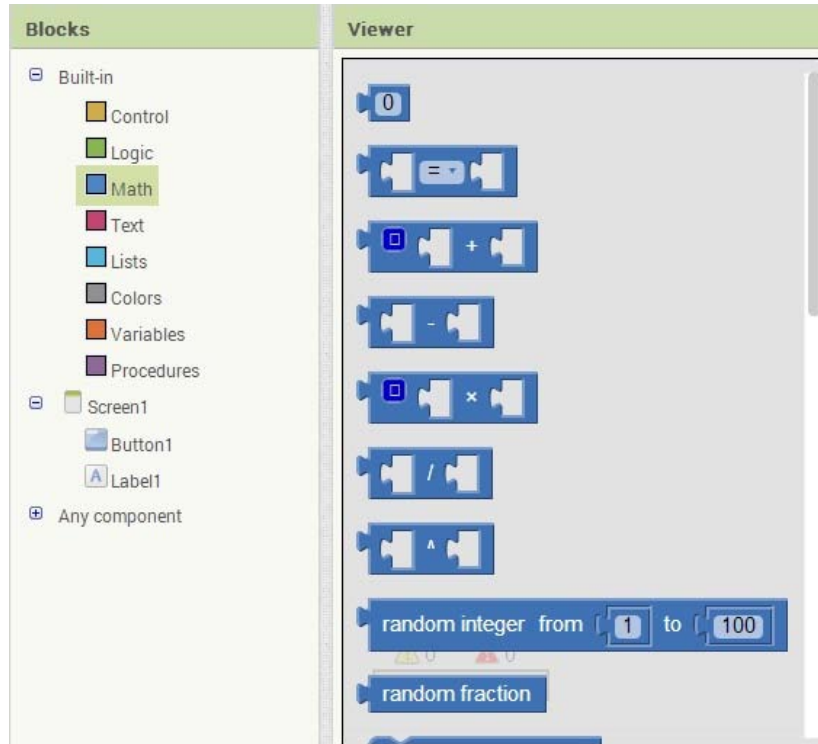 Blocks
Built-in
Control
Logic
Math
Text
Lists
Colors
Variables
Procedures
Screen1
Button1
A Label1
Any component
Viewer
0
=
+
-
×
/
^
random integer from 1 to 100
0 0
random fraction